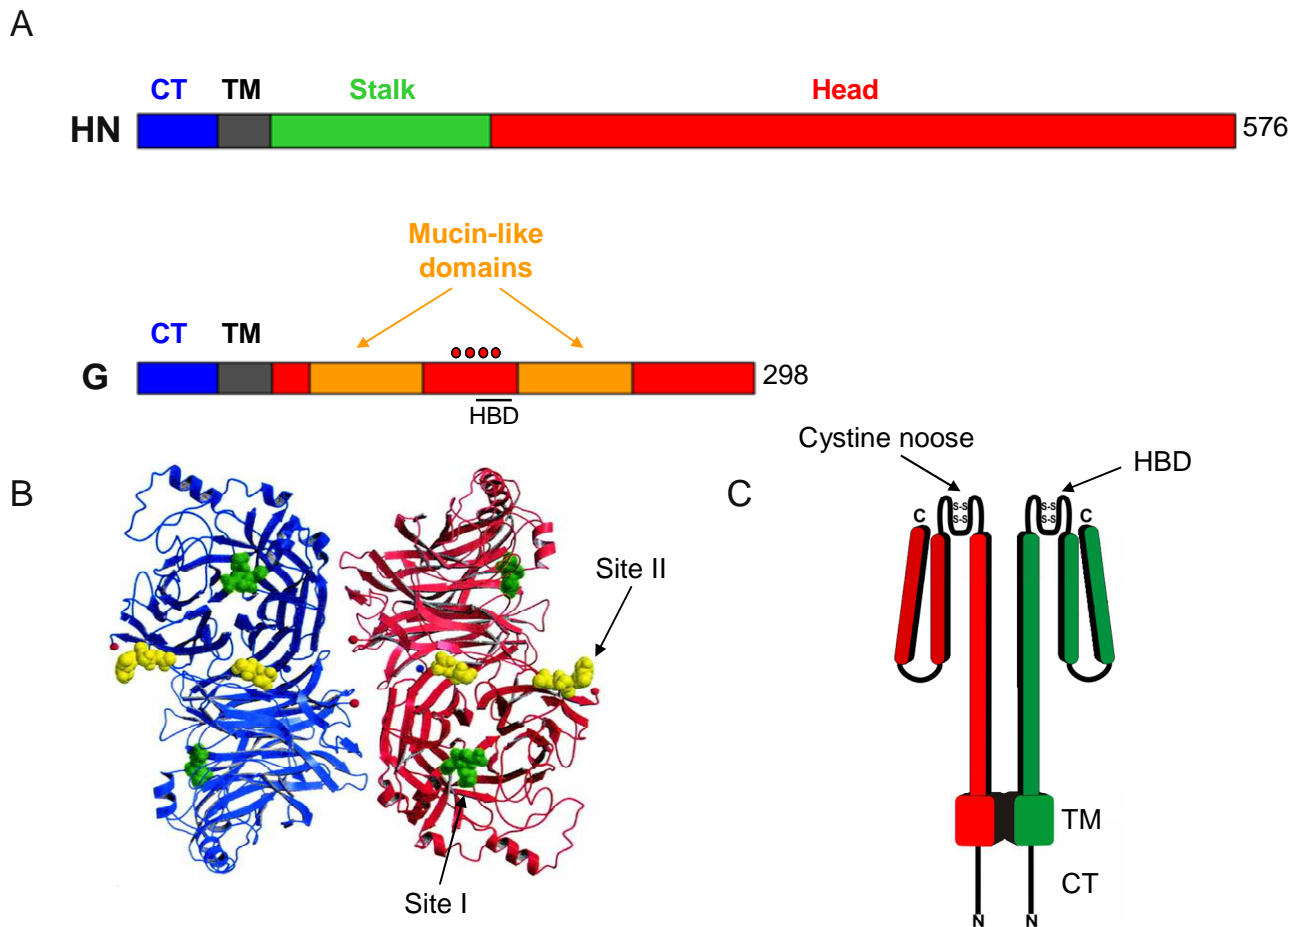 A
CT TM Stalk Head
HN 576
Mucin-like
domains
CT TM
G 298
HBD
B
Site II
Site I
C
Cystine noose
HBD
C S-S S-S C
S-S S-S
TM
CT
N N